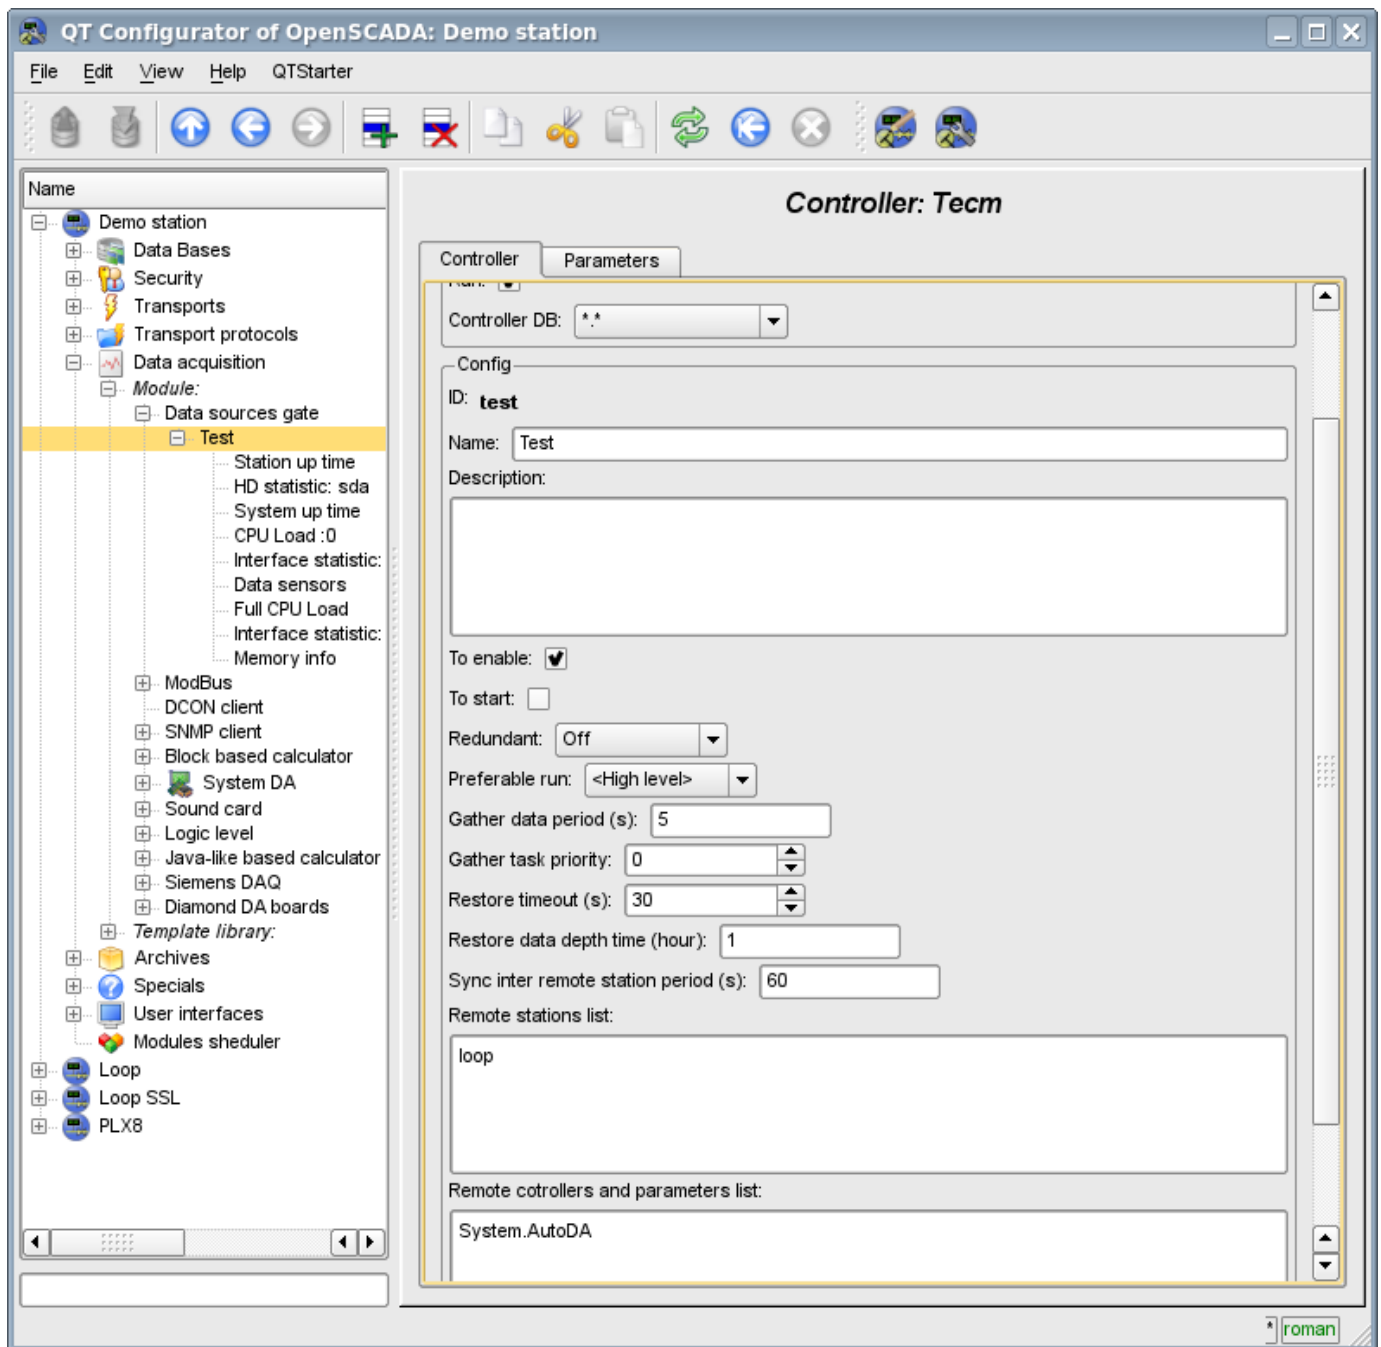 QT Configurator of OpenSCADA: Demo station
File Edit View Help QTStarter
Name
Demo station
Data Bases
Security
Transports
Transport protocols
Data acquisition
Module:
Data sources gate
Test
Station up time
HD statistic: sda
System up time
CPU Load :0
Interface statistic:
Data sensors
Full CPU Load
Interface statistic:
Memory info
ModBus
DCON client
SNMP client
Block based calculator
System DA
Sound card
Logic level
Java-like based calculator
Siemens DAQ
Diamond DA boards
Template library:
Archives
Specials
User interfaces
Modules sheduler
Loop
Loop SSL
PLX8
Controller: Tecm
Controller Parameters
Run:
Controller DB: *.*
Config
ID: test
Name: Test
Description:
To enable:
To start:
Redundant: Off
Preferable run: <High level>
Gather data period (s): 5
Gather task priority: 0
Restore timeout (s): 30
Restore data depth time (hour): 1
Sync inter remote station period (s): 60
Remote stations list:
loop
Remote cotrollers and parameters list:
System.AutoDA
* roman